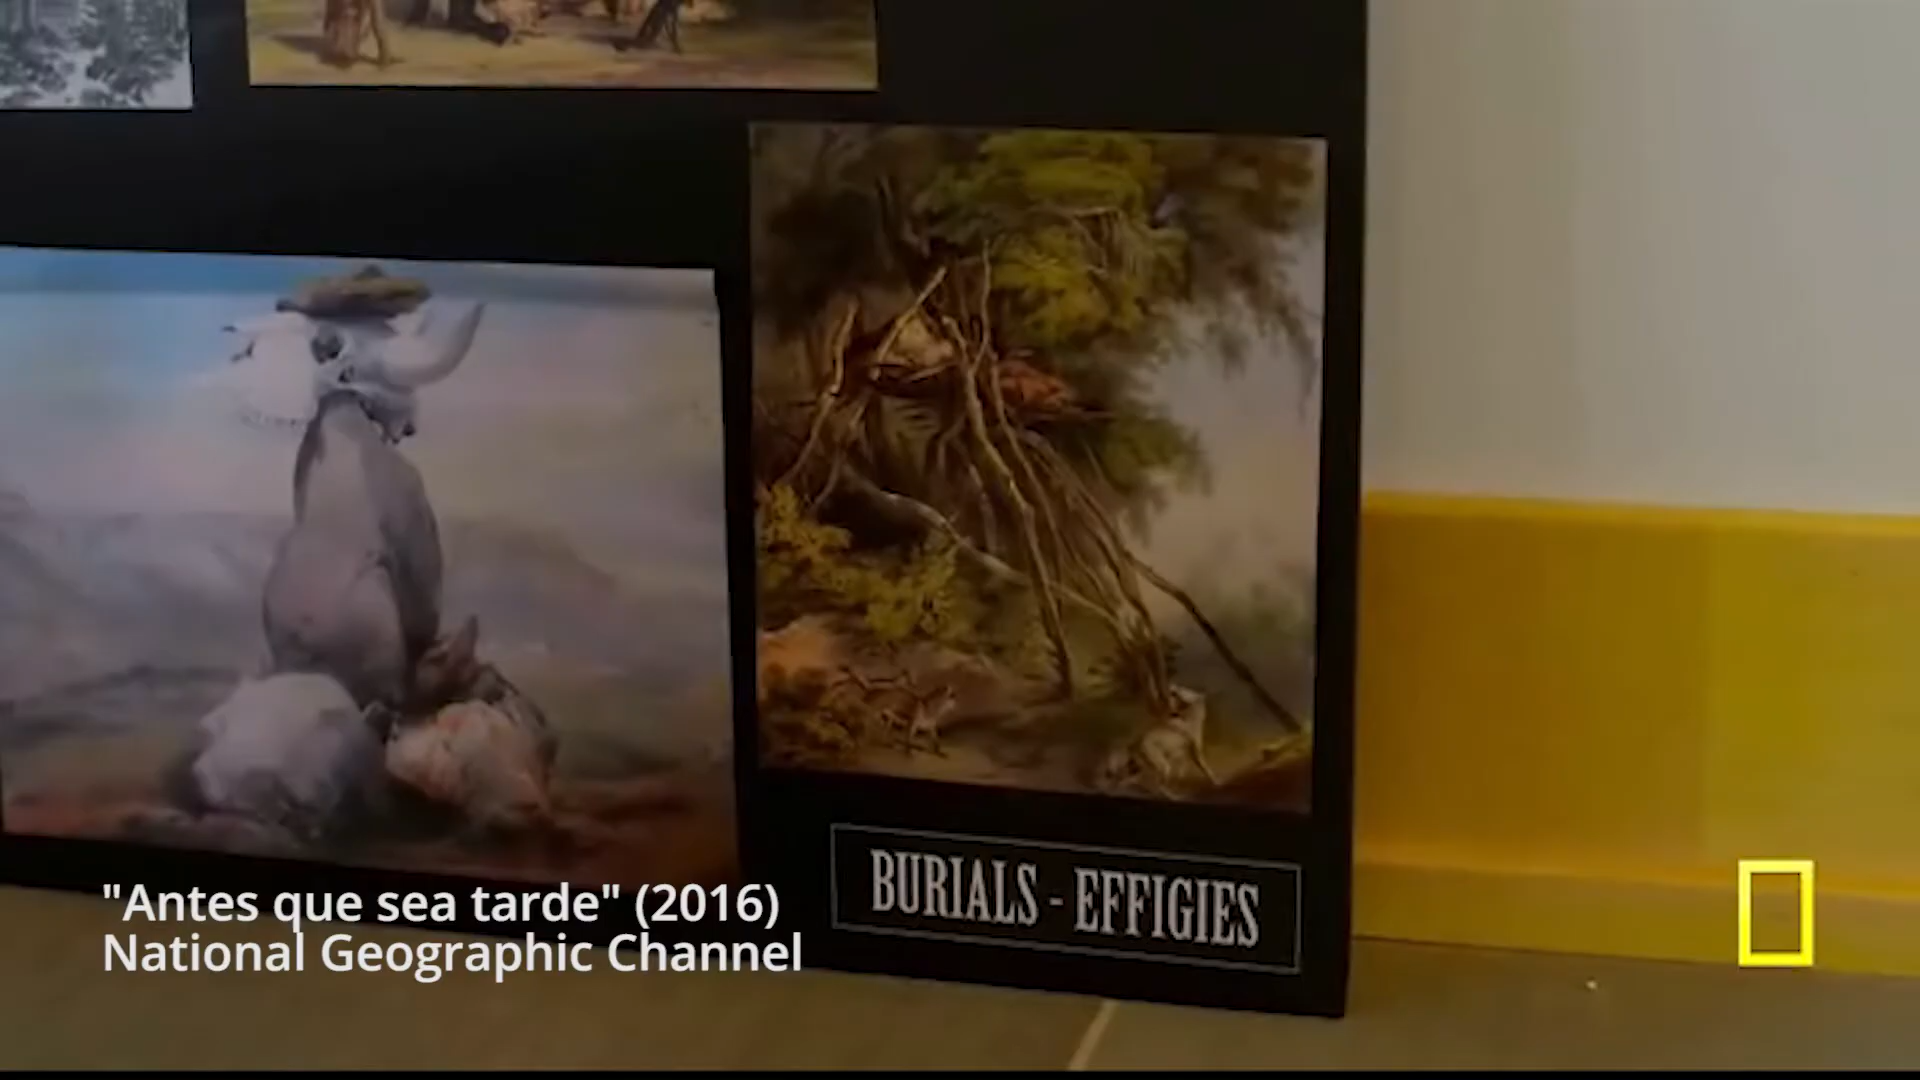 BURIALS - EFFIGIES
"Antes que sea tarde" (2016)
National Geographic Channel